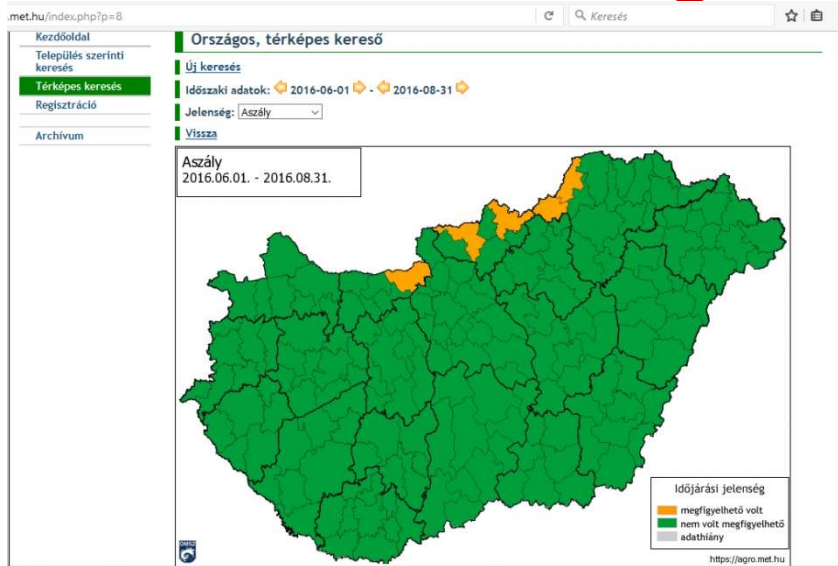 .met.hu/index.php?p=8
Keresés
Kezdőoldal
Település szerinti
keresés
Térképes keresés
Regisztráció
Archívum
Országos, térképes kereső
Új keresés
Időszaki adatok: 2016-06-01 - 2016-08-31
Jelenség: Aszály
Vissza
Aszály
2016.06.01. - 2016.08.31.
Időjárási jelenség
megfigyelhető volt
nem volt megfigyelhető
adathiány
OMSZ
https://agro.met.hu